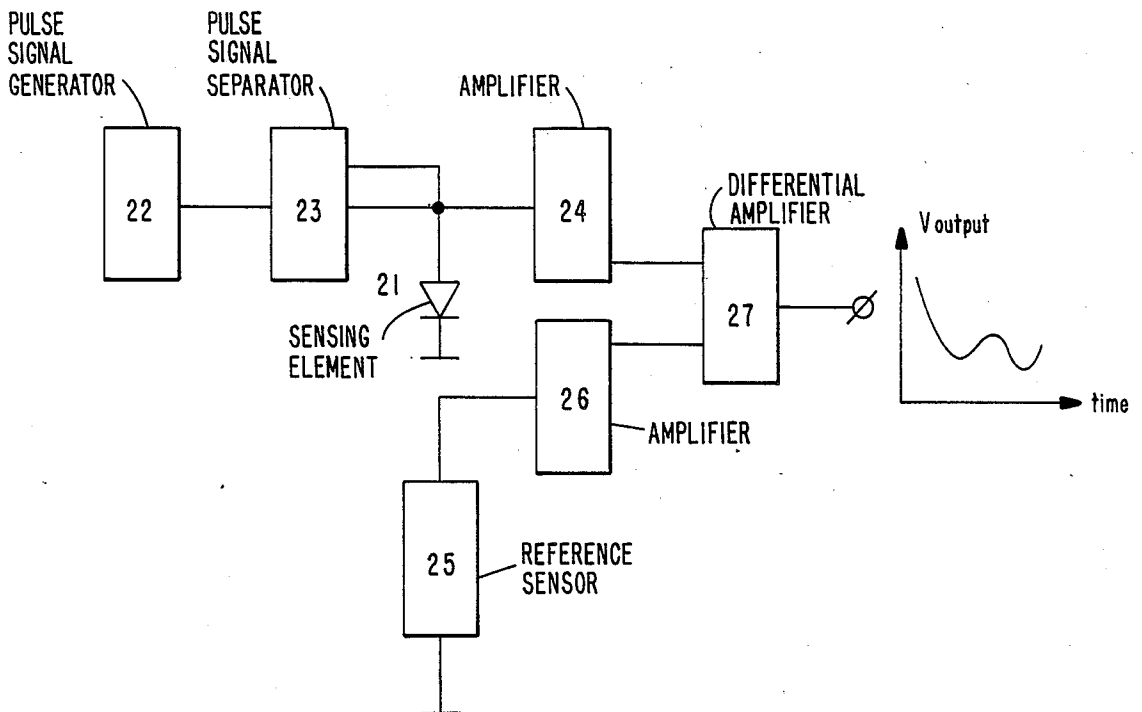 PULSE
SIGNAL
GENERATOR
PULSE
SIGNAL
SEPARATOR
AMPLIFIER
22
23
24
DIFFERENTIAL
AMPLIFIER
V output
21
SENSING
ELEMENT
27
26
time
AMPLIFIER
25
REFERENCE
SENSOR